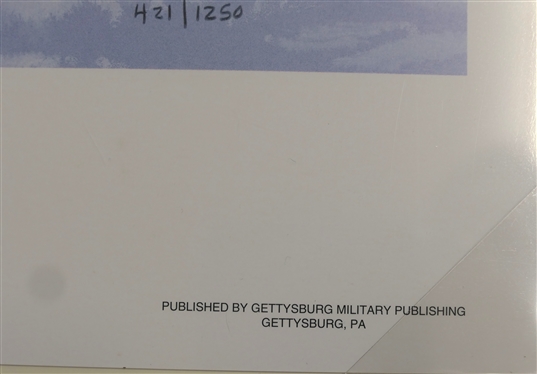 421/1250
PUBLISHED BY GETTYSBURG MILITARY PUBLISHING
GETTYSBURG, PA